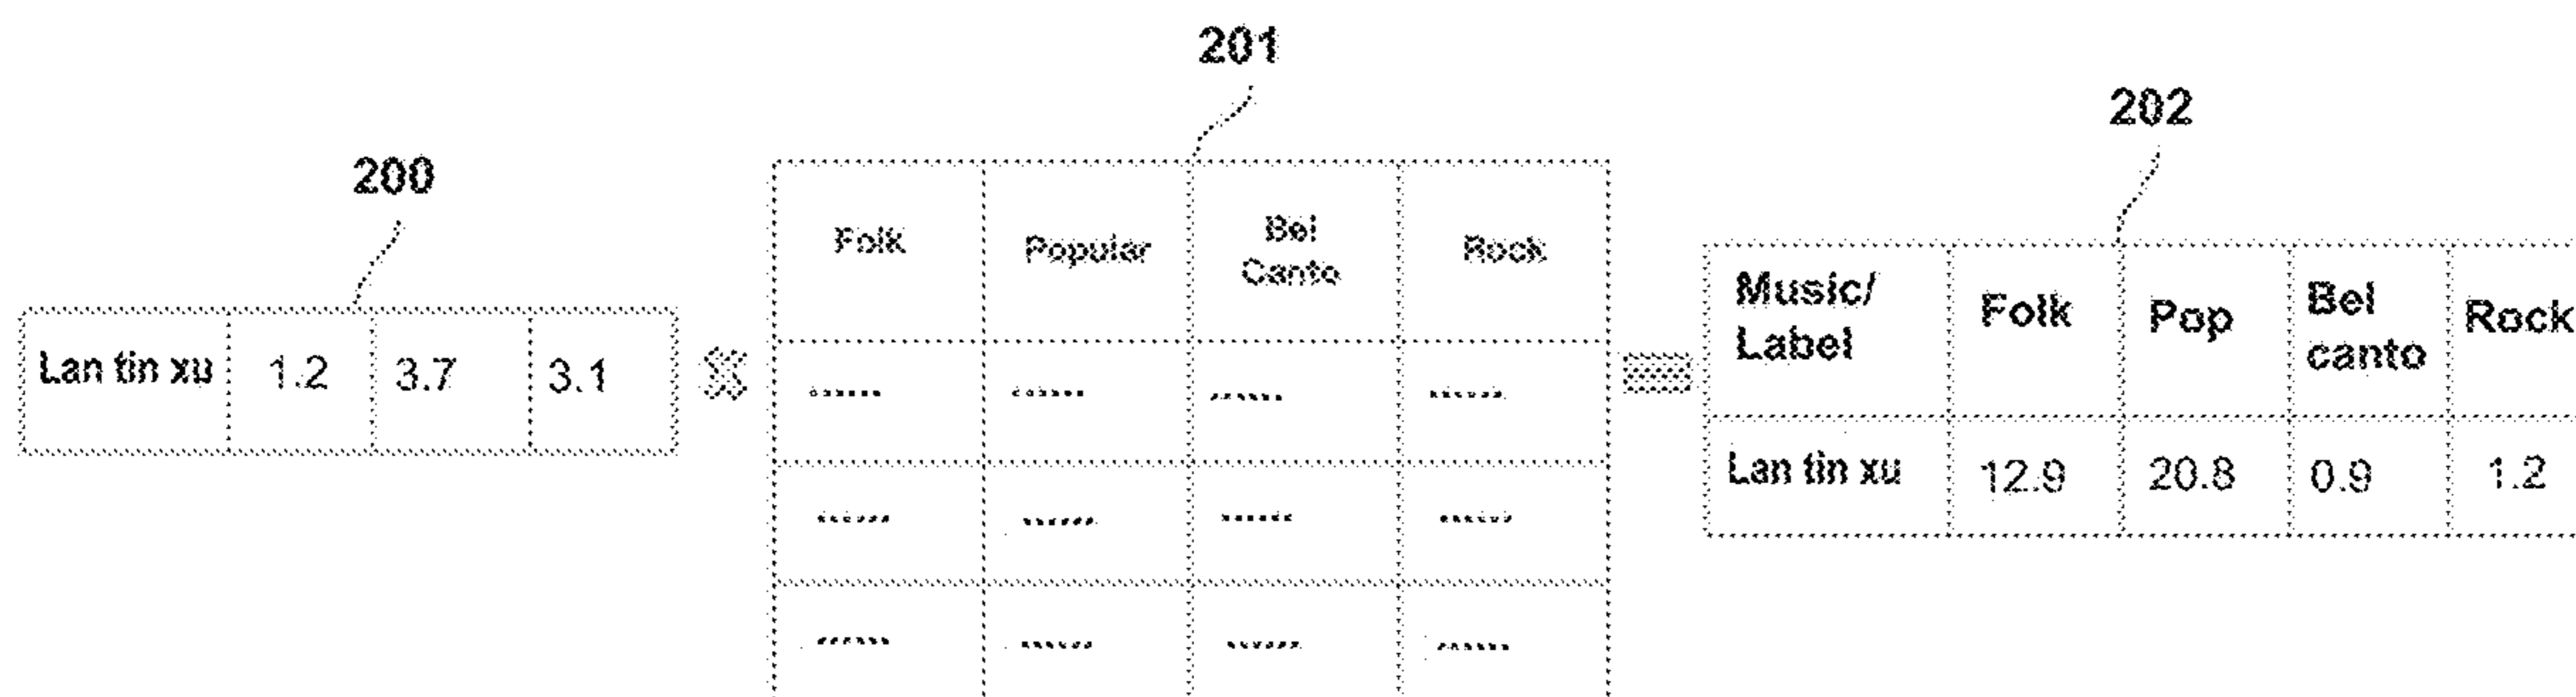 201
202
200
Folk Popular Bel Canto Rock
Music/Label Folk Pop Bel canto Rock
Lan tin xu 1.2 3.7 3.1
Lan tin xu 12.9 20.8 0.9 1.2